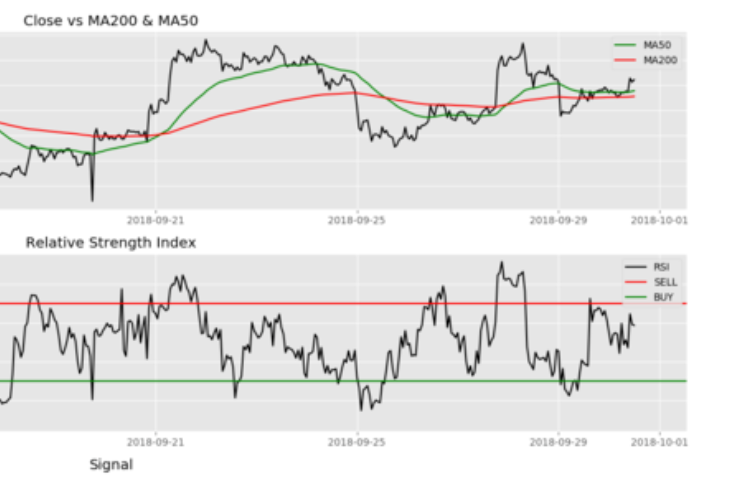 Close vs MA200 & MA50
MA50
MA200
2018-09-21 2018-09-25 2018-09-29 2018-10-01
Relative Strength Index
RSI
SELL
BUY
2018-09-21 2018-09-25 2018-09-29 2018-10-01
Signal